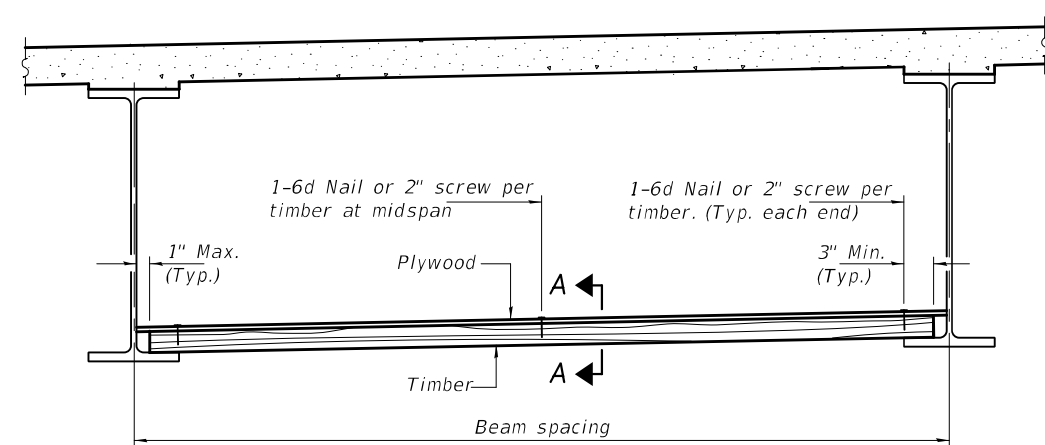 1-6d Nail or 2" screw per
timber at midspan
1-6d Nail or 2" screw per
timber. (Typ. each end)
1" Max.
(Typ.)
Plywood
A
3" Min.
(Typ.)
A
Timber
Beam spacing